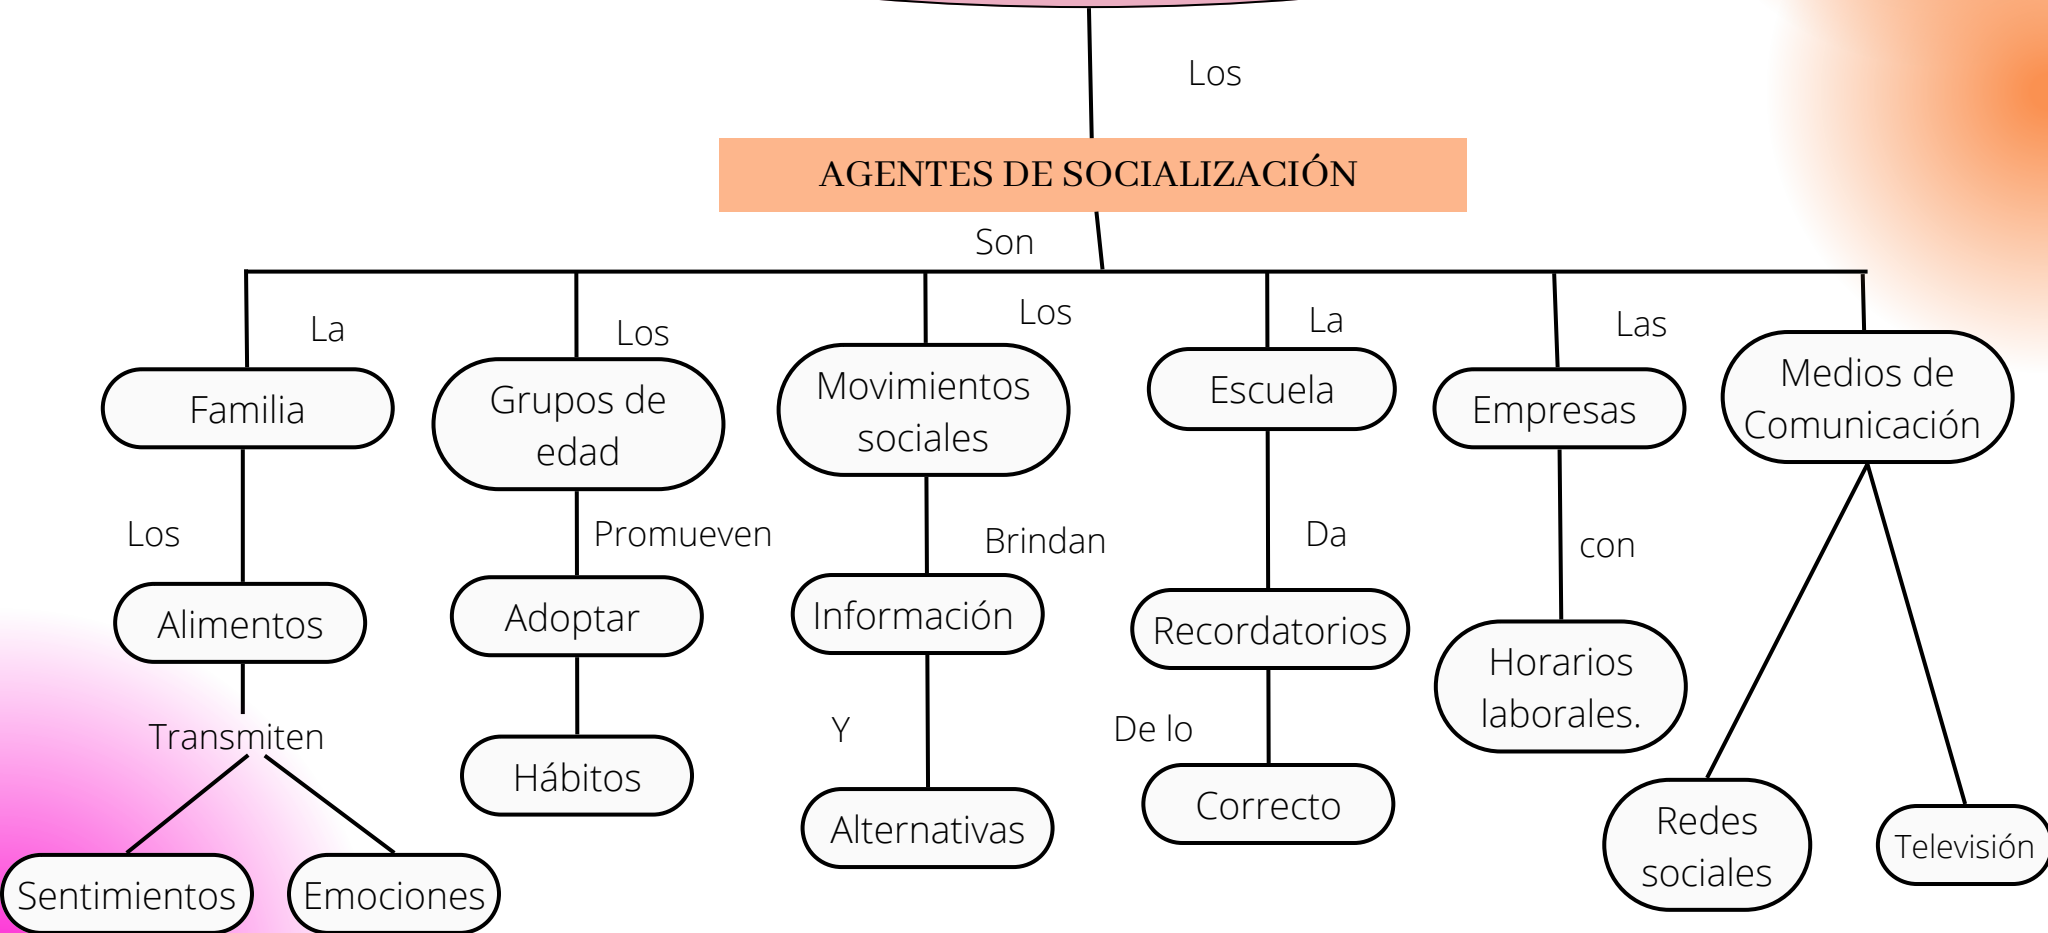 Los
AGENTES DE SOCIALIZACIÓN
Son
La
Los
Los
La
Las
Familia
Grupos de
edad
Movimientos
sociales
Escuela
Empresas
Medios de
Comunicación
Los
Promueven
Brindan
Da
con
Alimentos
Adoptar
Información
Recordatorios
Horarios
laborales.
Transmiten
Y
De lo
Hábitos
Alternativas
Correcto
Redes
sociales
Televisión
Sentimientos
Emociones